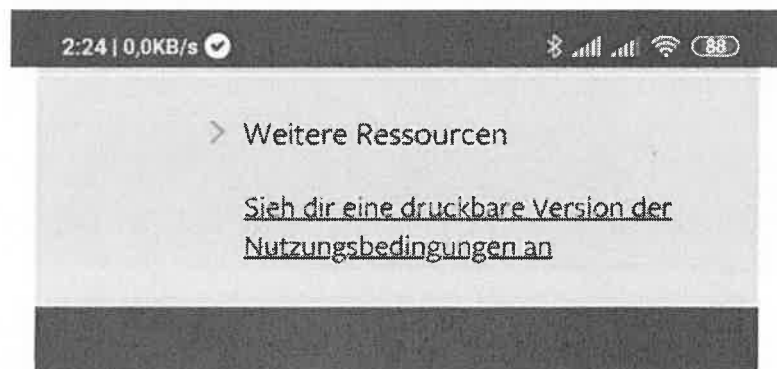 2:24 | 0,0KB/s
88
> Weitere Ressourcen
Sieh dir eine druckbare Version der
Nutzungsbedingungen an